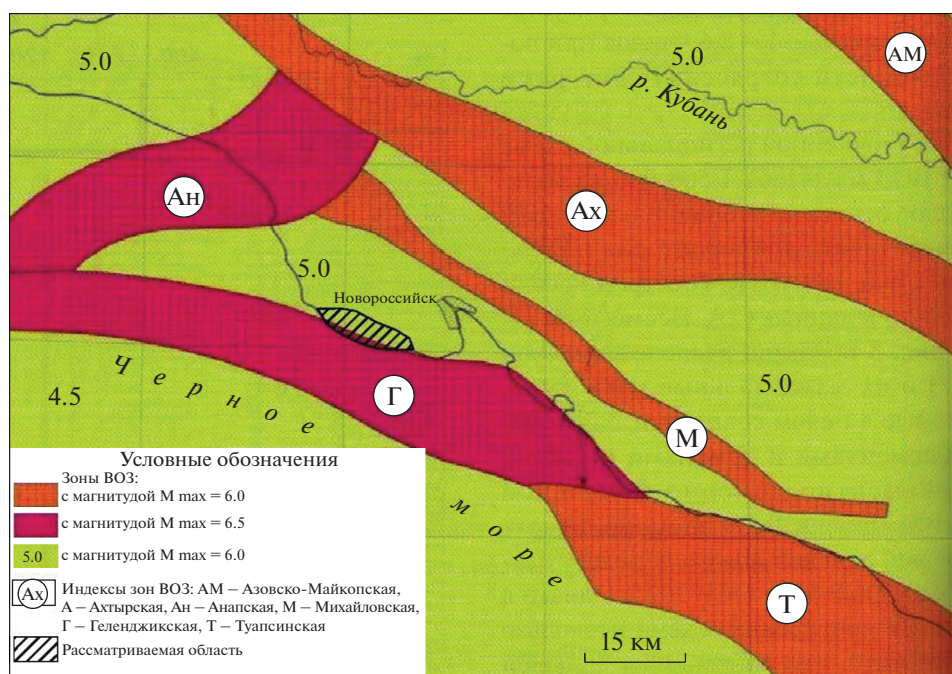 5.0
5.0
АМ
р. Кубань
Ан
Ах
5.0
Новороссийск
Черное
4.5
Г
5.0
М
море
Т
15 км
Условные обозначения
Зоны ВОЗ:
с магнитудой M max = 6.0
с магнитудой M max = 6.5
5.0 с магнитудой M max = 6.0
Ах Индексы зон ВОЗ: АМ – Азовско-Майкопская,
А – Ахтырская, Ан – Анапская, М – Михайловская,
Г – Геленджикская, Т – Туапсинская
Рассматриваемая область